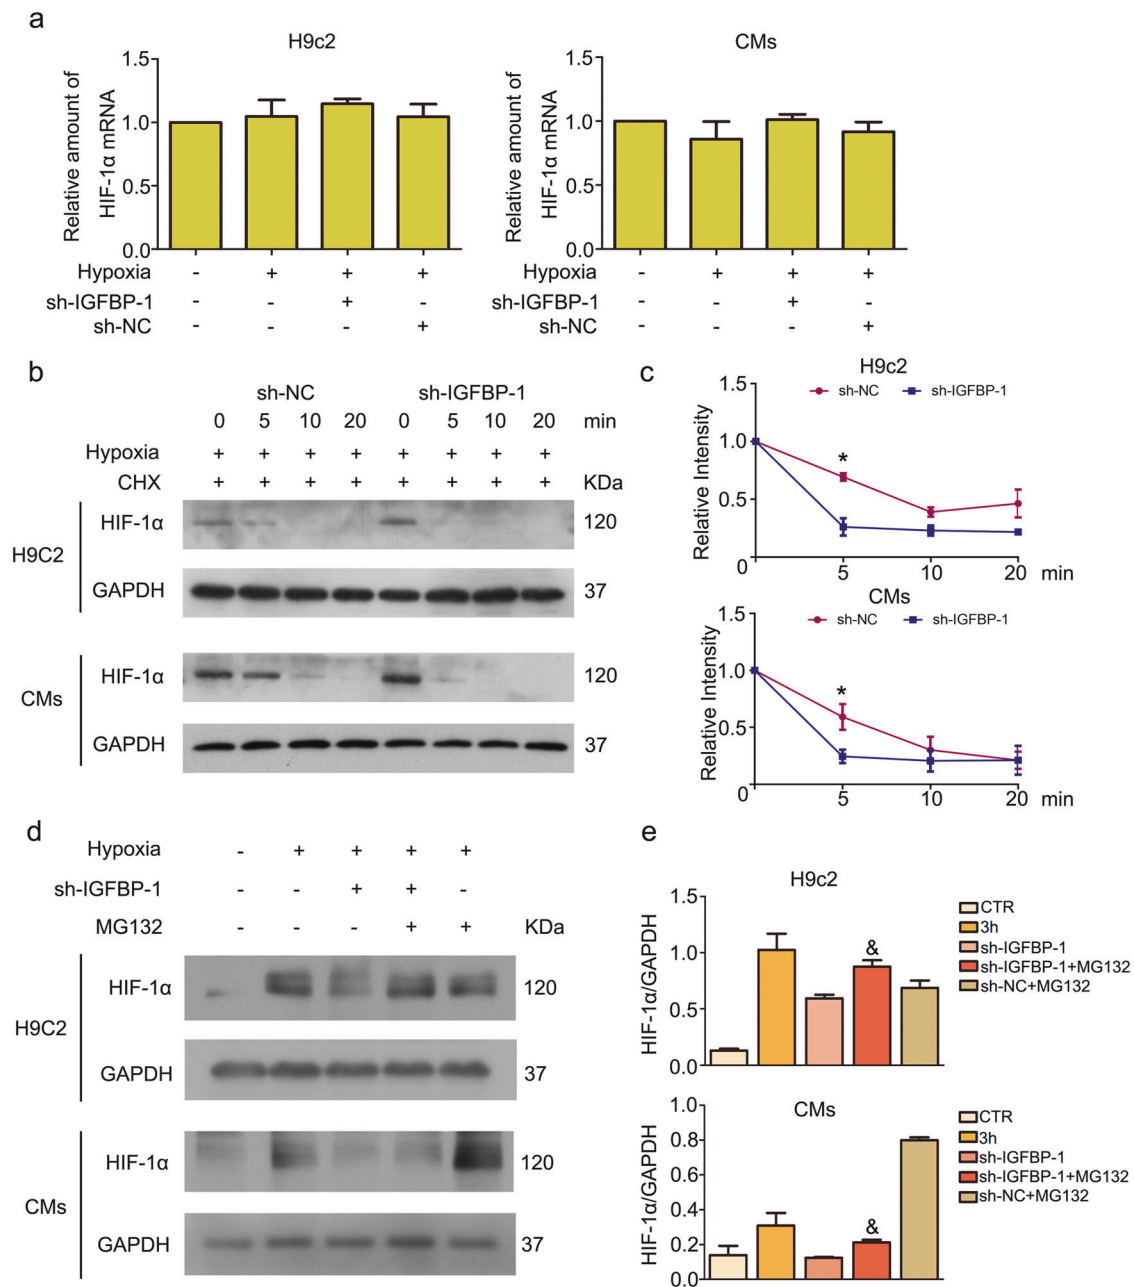 a
H9c2
Relative amount of
HIF-1α mRNA
1.5
1.0
0.5
0.0
Hypoxia - + + +
sh-IGFBP-1 - - + -
sh-NC - - - +
CMs
Relative amount of
HIF-1α mRNA
1.5
1.0
0.5
0.0
Hypoxia - + + +
sh-IGFBP-1 - - + -
sh-NC - - - +
b
sh-NC sh-IGFBP-1
0 5 10 20 0 5 10 20 min
Hypoxia + + + + + + + +
CHX + + + + + + + + KDa
H9C2
HIF-1α 120
GAPDH 37
CMs
HIF-1α 120
GAPDH 37
c
H9c2
sh-NC sh-IGFBP-1
Relative Intensity
1.5
1.0
0.5
0
*
5 10 20 min
CMs
sh-NC sh-IGFBP-1
Relative Intensity
1.5
1.0
0.5
0
*
5 10 20 min
d
Hypoxia - + + + +
sh-IGFBP-1 - - + + -
MG132 - - - + + KDa
H9C2
HIF-1α 120
GAPDH 37
CMs
HIF-1α 120
GAPDH 37
e
H9c2
HIF-1α/GAPDH
1.5
1.0
0.5
0.0
&
CTR
3h
sh-IGFBP-1
sh-IGFBP-1+MG132
sh-NC+MG132
CMs
HIF-1α/GAPDH
1.0
0.8
0.6
0.4
0.2
0.0
&
CTR
3h
sh-IGFBP-1
sh-IGFBP-1+MG132
sh-NC+MG132